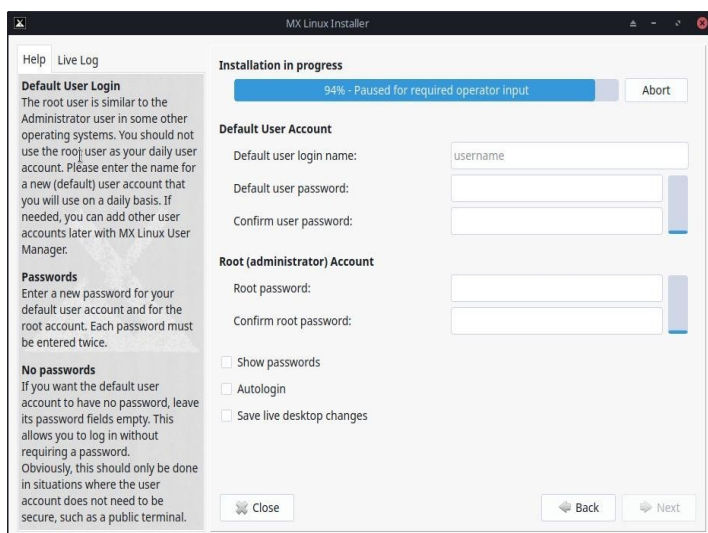 MX Linux Installer
Help
Live Log
Default User Login
The root user is similar to the
Administrator user in some other
operating systems. You should not
use the root user as your daily user
account. Please enter the name for
a new (default) user account that
you will use on a daily basis. If
needed, you can add other user
accounts later with MX Linux User
Manager.
Passwords
Enter a new password for your
default user account and for the
root account. Each password must
be entered twice.
No passwords
If you want the default user
account to have no password, leave
its password fields empty. This
allows you to log in without
requiring a password.
Obviously, this should only be done
in situations where the user
account does not need to be
secure, such as a public terminal.
Installation in progress
94% - Paused for required operator input
Abort
Default User Account
Default user login name:
username
Default user password:
Confirm user password:
Root (administrator) Account
Root password:
Confirm root password:
Show passwords
Autologin
Save live desktop changes
Close
Back
Next